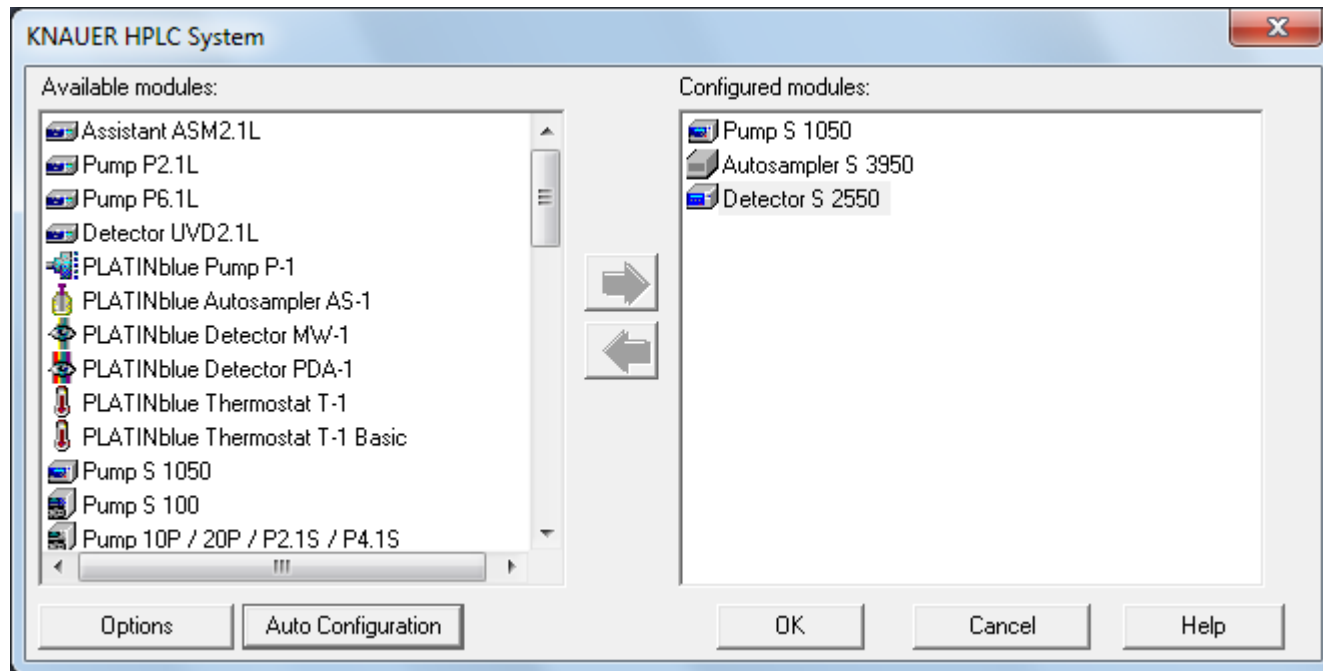 KNAUER HPLC System
Available modules:
Assistant ASM2.1L
Pump P2.1L
Pump P6.1L
Detector UVD2.1L
PLATINblue Pump P-1
PLATINblue Autosampler AS-1
PLATINblue Detector MW-1
PLATINblue Detector PDA-1
PLATINblue Thermostat T-1
PLATINblue Thermostat T-1 Basic
Pump S 1050
Pump S 100
Pump 10P / 20P / P2.1S / P4.1S
Configured modules:
Pump S 1050
Autosampler S 3950
Detector S 2550
Options
Auto Configuration
OK
Cancel
Help